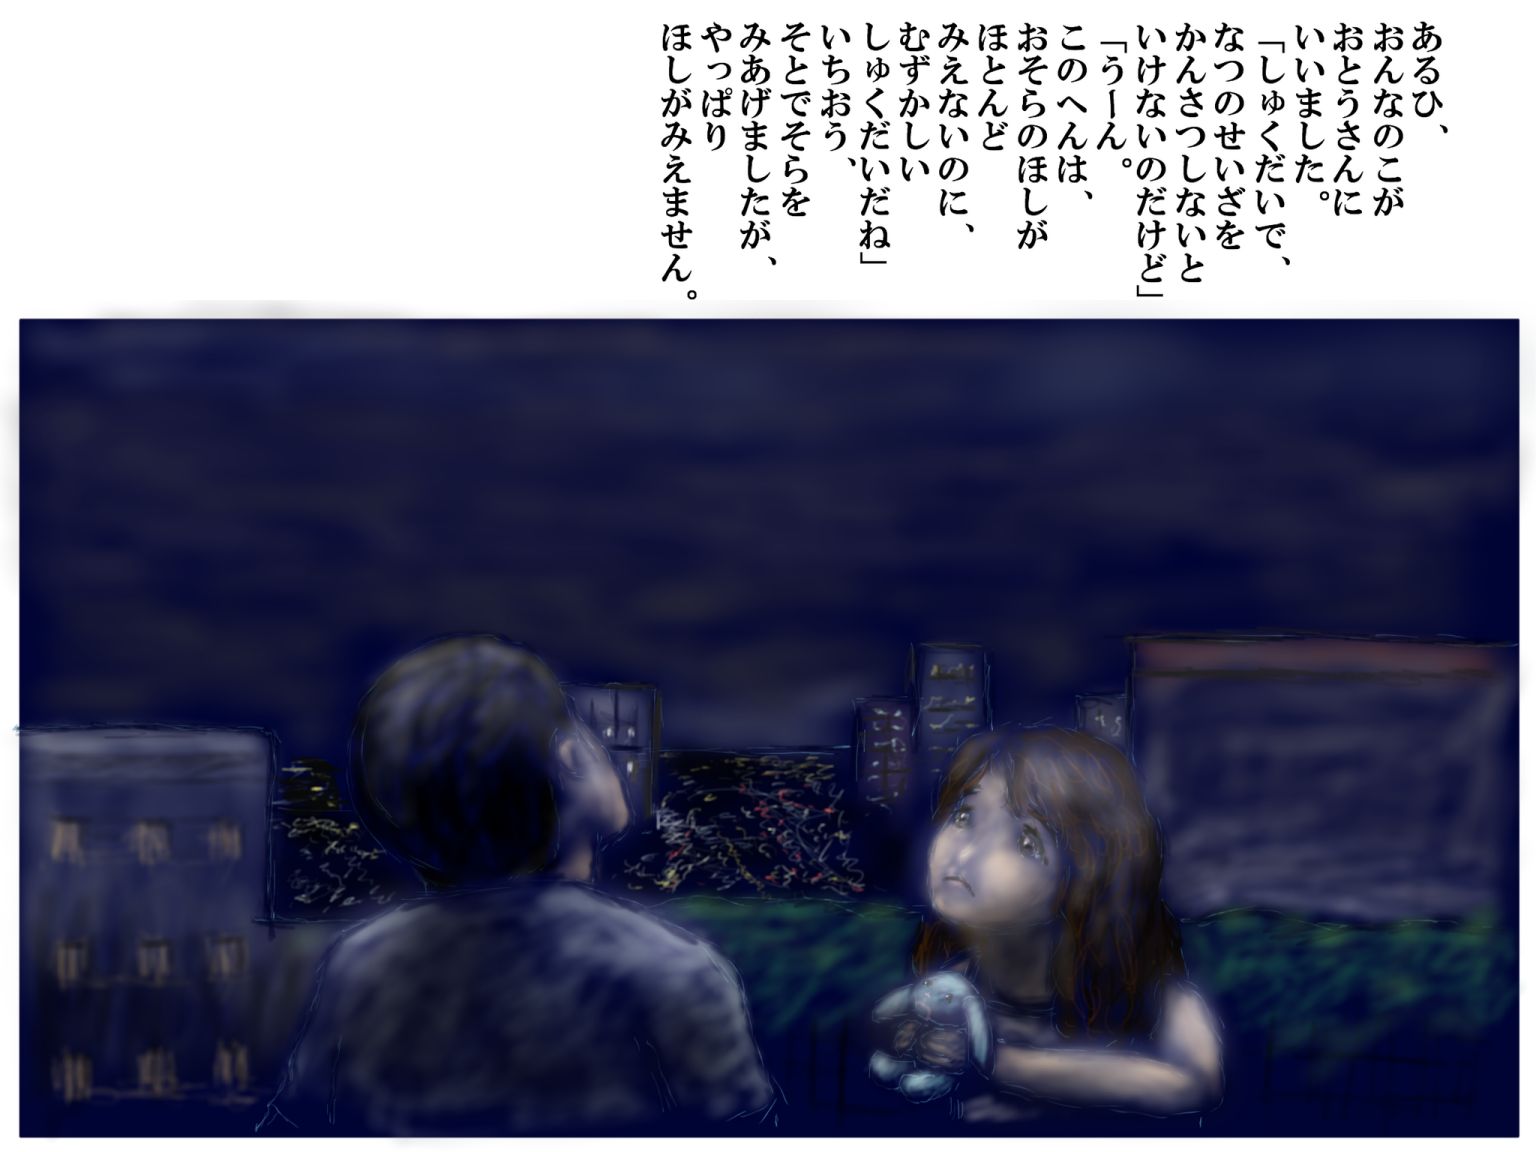 あるひ、
おんなのこが
おとうさんに
いいました。
「しゅくだいで、
なつのせいざを
かんさつしないと
いけないのだけど」
「うーん。
このへんは、
おそらのほしが
ほとんど
みえないのに、
むずかしい
しゅくだいだね」
いちおう、
そとでそらを
みあげましたが、
やっぱり
ほしがみえません。